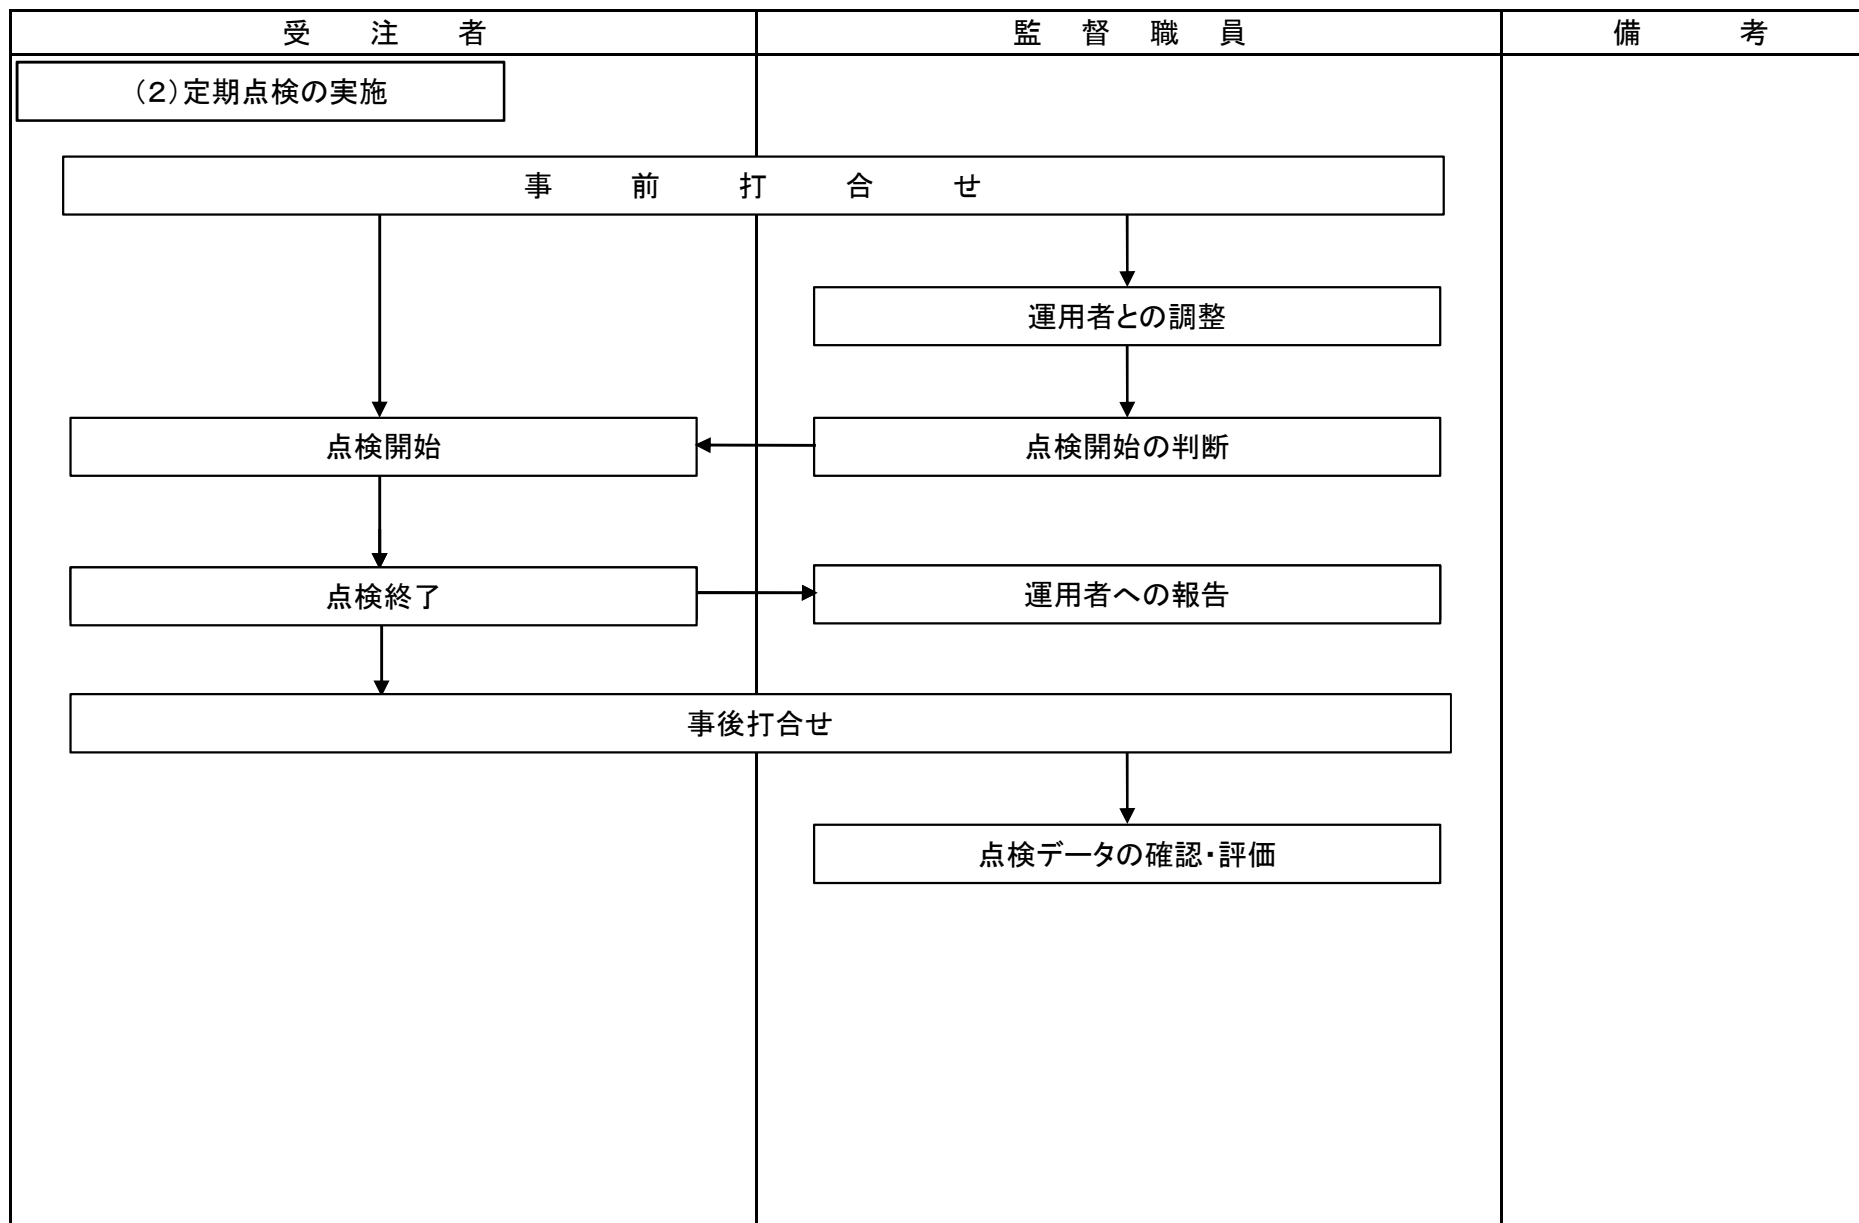 受注者 監督職員 備考
（２）定期点検の実施
事前打合せ
運用者との調整
点検開始 点検開始の判断
点検終了 運用者への報告
事後打合せ
点検データの確認・評価